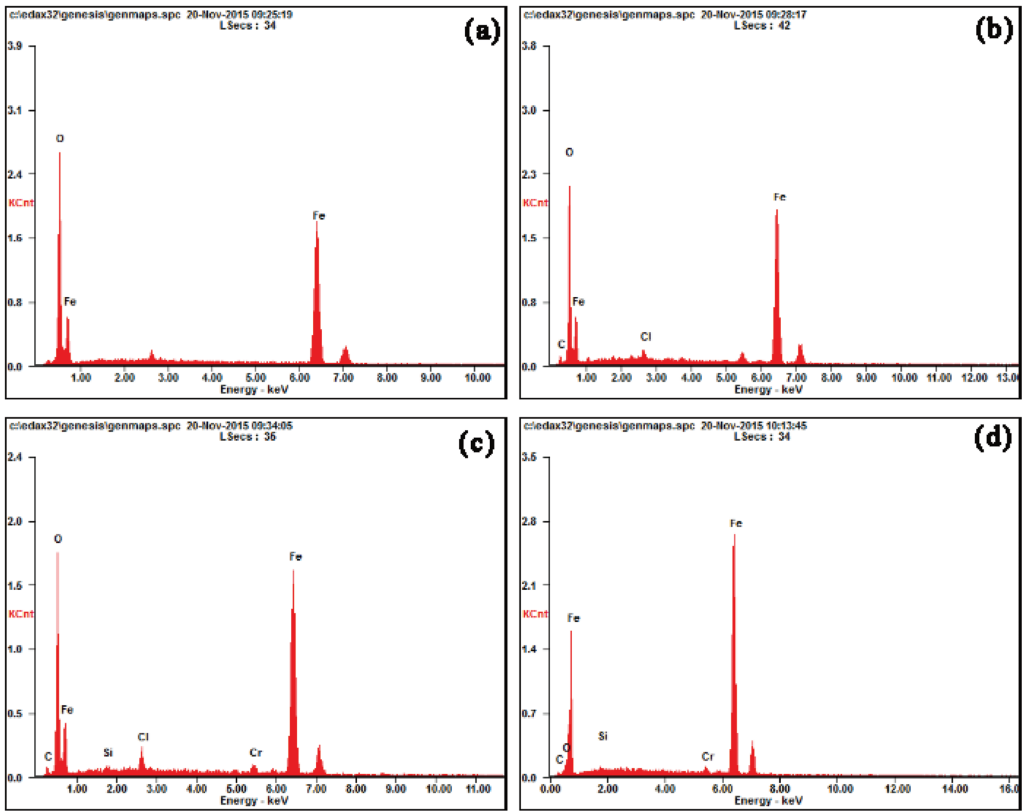 c:\edax32\genesis\genmaps.spc 20-Nov-2015 09:25:19
LSecs : 34
(a)
3.9
3.1
2.4
KCnt
1.6
0.8
0.0
O
Fe
Fe
1.00 2.00 3.00 4.00 5.00 6.00 7.00 8.00 9.00 10.00
Energy - keV
c:\edax32\genesis\genmaps.spc 20-Nov-2015 09:28:17
LSecs : 42
(b)
3.8
3.1
2.3
KCnt
1.5
0.8
0.0
O
Fe
C
Cl
Fe
1.00 2.00 3.00 4.00 5.00 6.00 7.00 8.00 9.00 10.00 11.00 12.00 13.0
Energy - keV
c:\edax32\genesis\genmaps.spc 20-Nov-2015 09:34:05
LSecs : 36
(c)
2.4
2.0
1.5
KCnt
1.0
0.5
0.0
O
Fe
C
Si
Cl
Cr
Fe
1.00 2.00 3.00 4.00 5.00 6.00 7.00 8.00 9.00 10.00 11.00
Energy - keV
c:\edax32\genesis\genmaps.spc 20-Nov-2015 10:13:45
LSecs : 34
(d)
3.5
2.8
2.1
KCnt
1.4
0.7
0.0
Fe
O
C
Si
Cr
Fe
0.00 2.00 4.00 6.00 8.00 10.00 12.00 14.00 16.0
Energy - keV